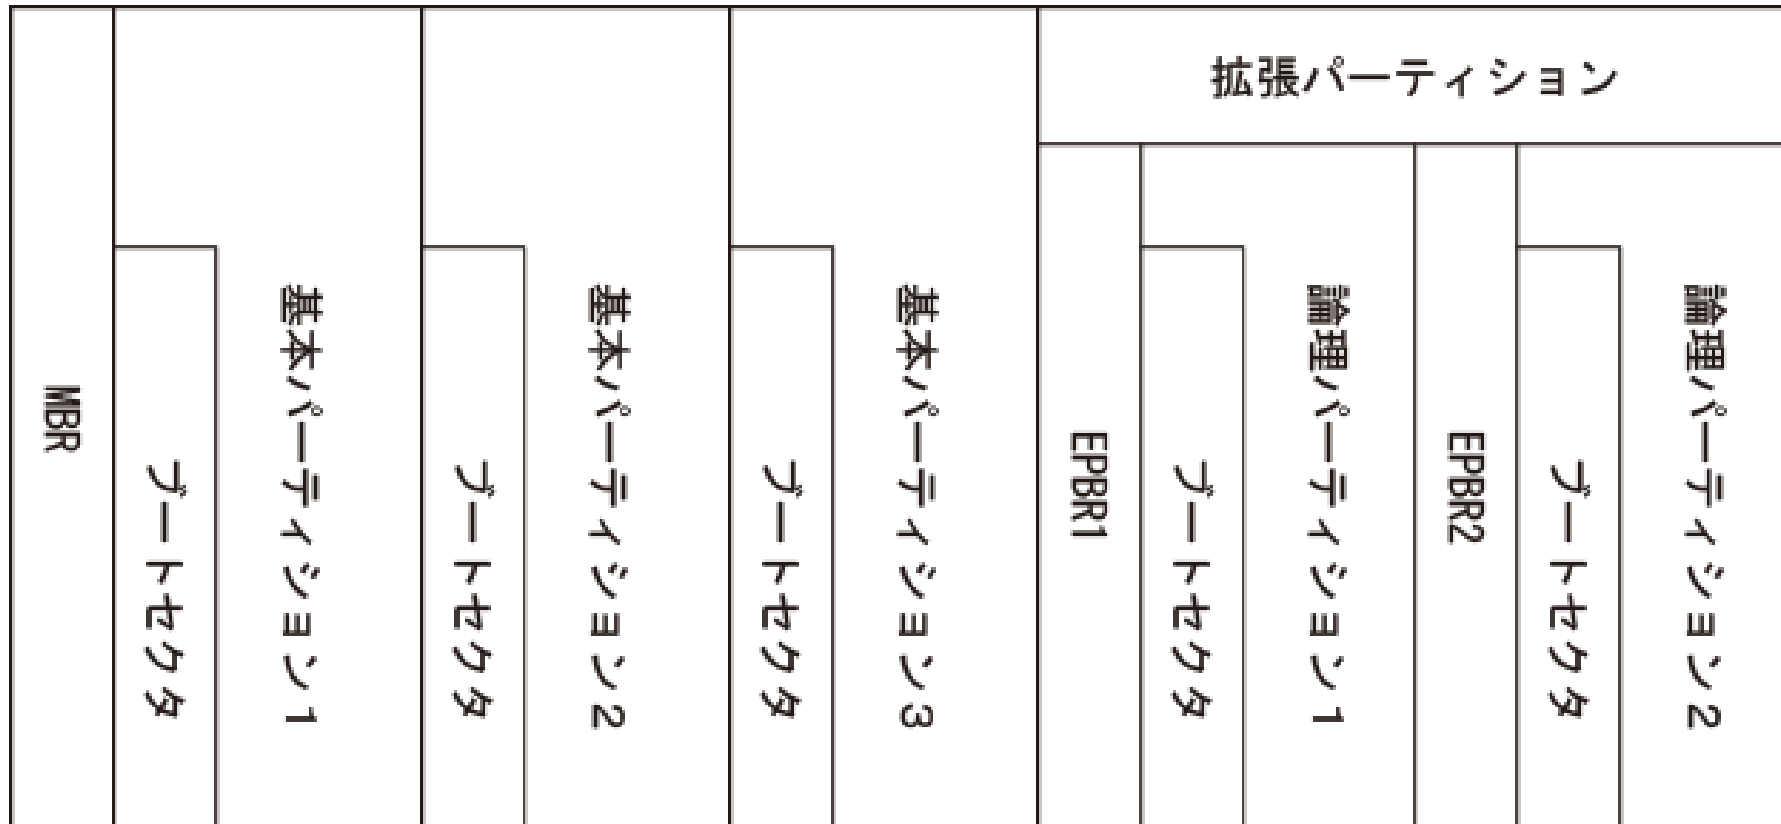 MBR
ブートセクタ
基本パーティション1
ブートセクタ
基本パーティション2
ブートセクタ
基本パーティション3
拡張パーティション
EPBR1
ブートセクタ
論理パーティション1
EPBR2
ブートセクタ
論理パーティション2